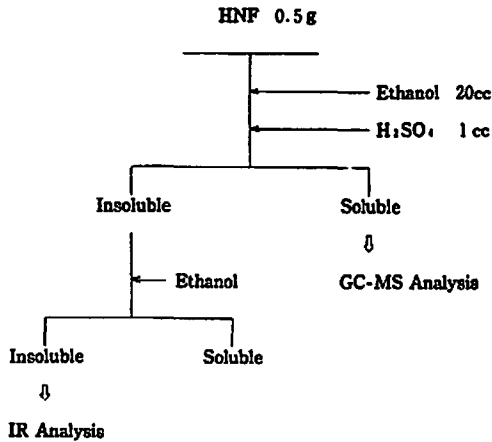 HNF 0.5g
Ethanol 20cc
H₂SO₄ 1cc
Insoluble Soluble
⇩
Ethanol GC-MS Analysis
Insoluble Soluble
⇩
IR Analysis